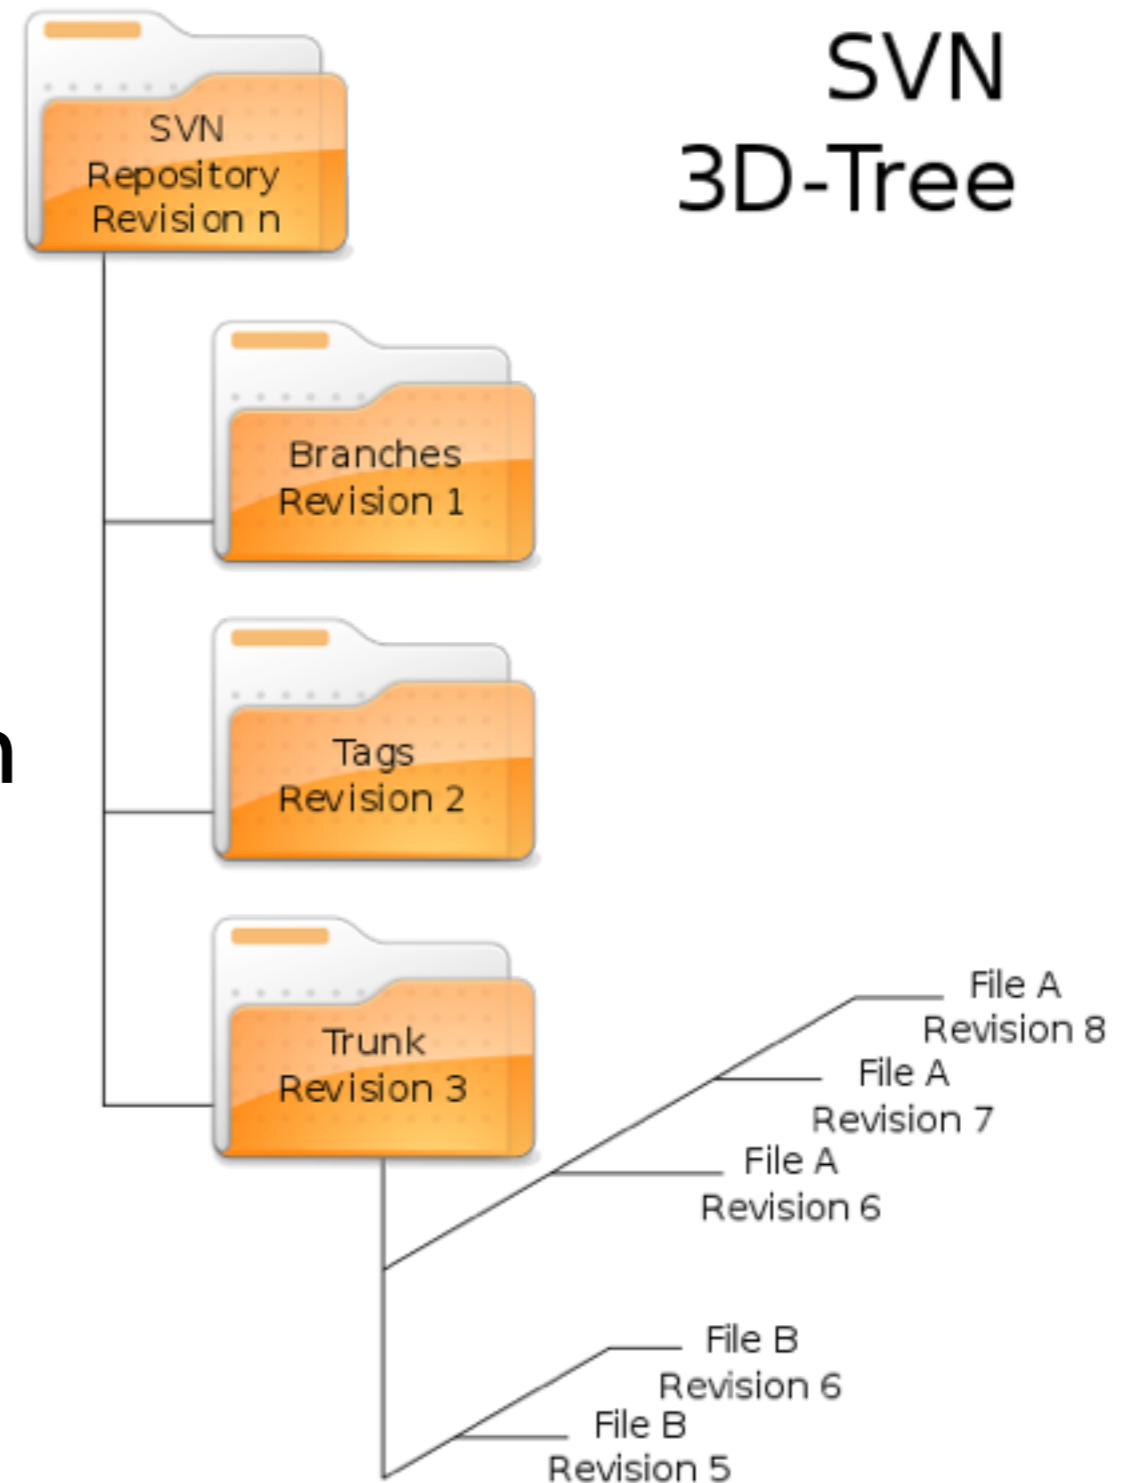 SVN
3D-Tree
SVN
Repository
Revision n
Branches
Revision 1
n
Tags
Revision 2
Trunk
Revision 3
File A
Revision 8
File A
Revision 7
File A
Revision 6
File B
Revision 6
File B
Revision 5